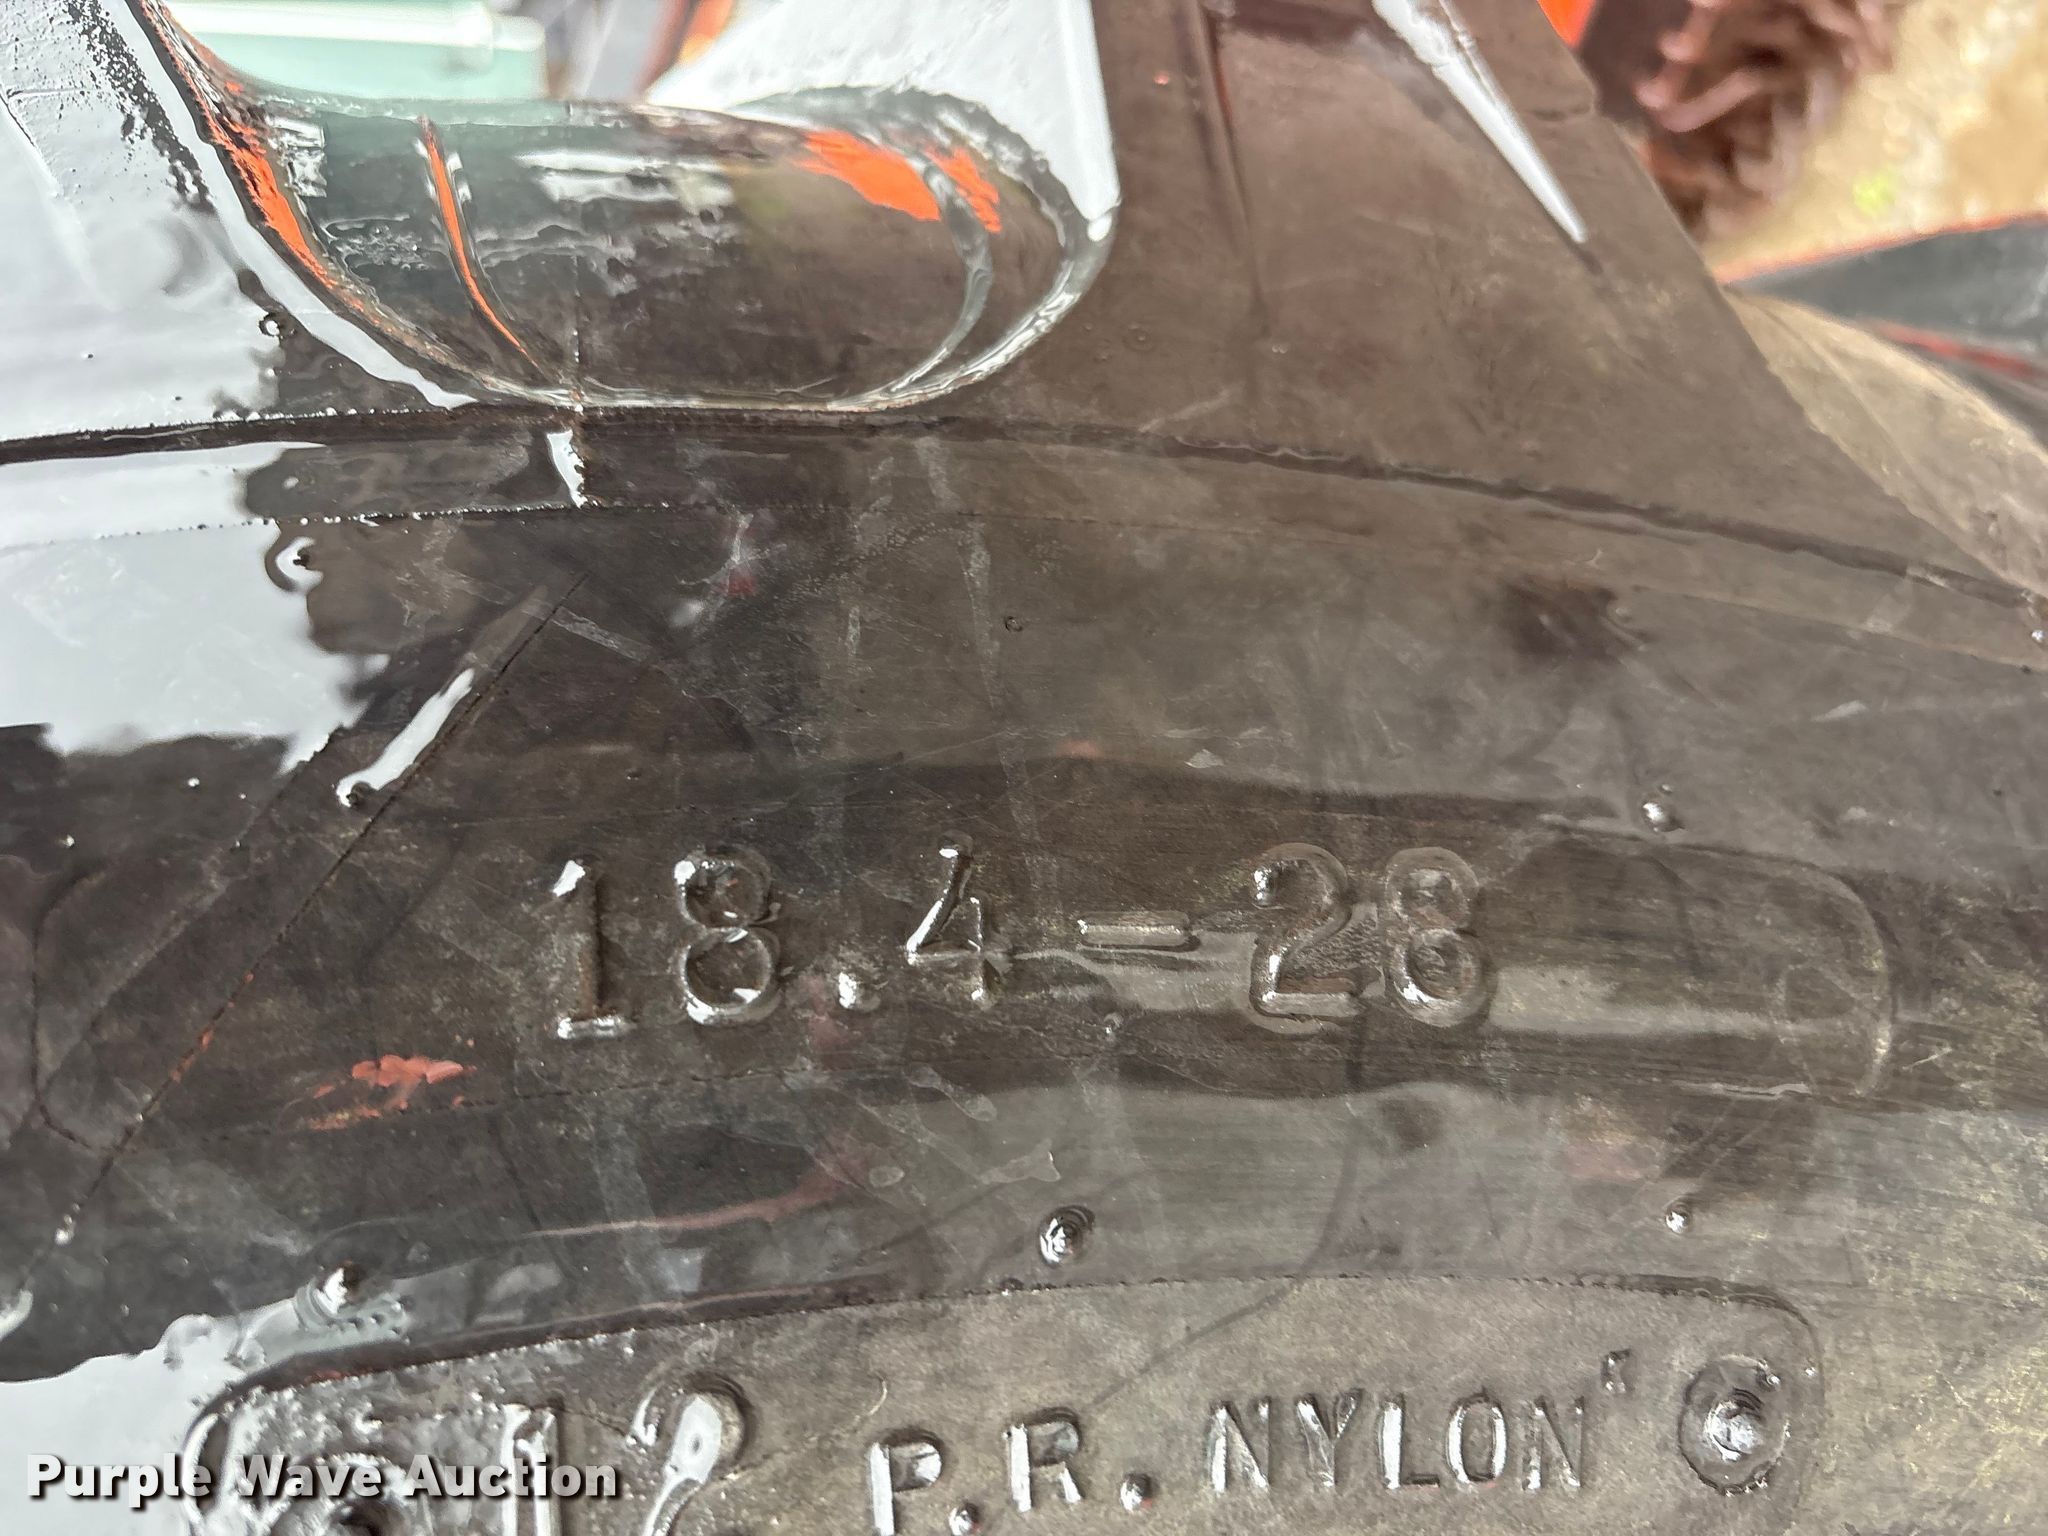 18.4-28
12 P.R. NYLON
Purple Wave Auction